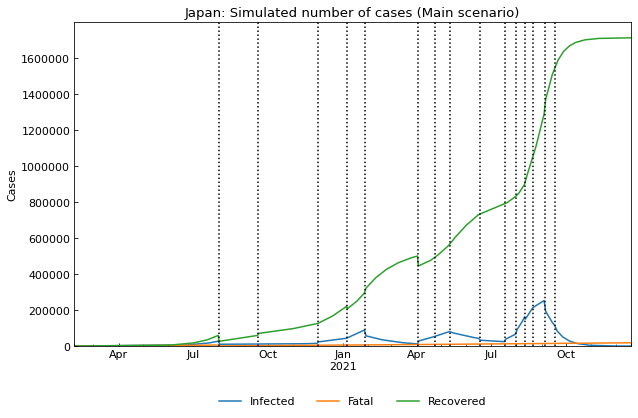 Japan: Simulated number of cases (Main scenario)
Cases
1600000
1400000
1200000
1000000
800000
600000
400000
200000
0
Apr Jul Oct Jan Apr Jul Oct
2021
Infected Fatal Recovered